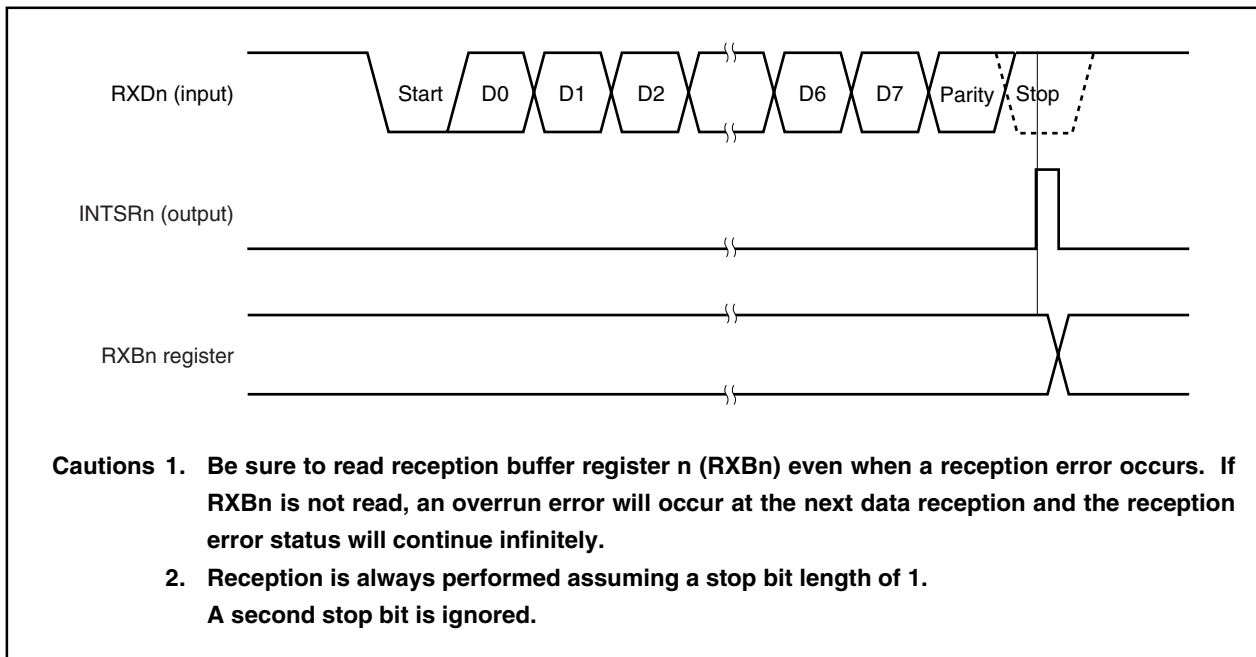 RXDn (input) Start D0 D1 D2 D6 D7 Parity Stop
INTSRn (output)
RXBn register
Cautions 1. Be sure to read reception buffer register n (RXBn) even when a reception error occurs. If
RXBn is not read, an overrun error will occur at the next data reception and the reception
error status will continue infinitely.
2. Reception is always performed assuming a stop bit length of 1.
A second stop bit is ignored.